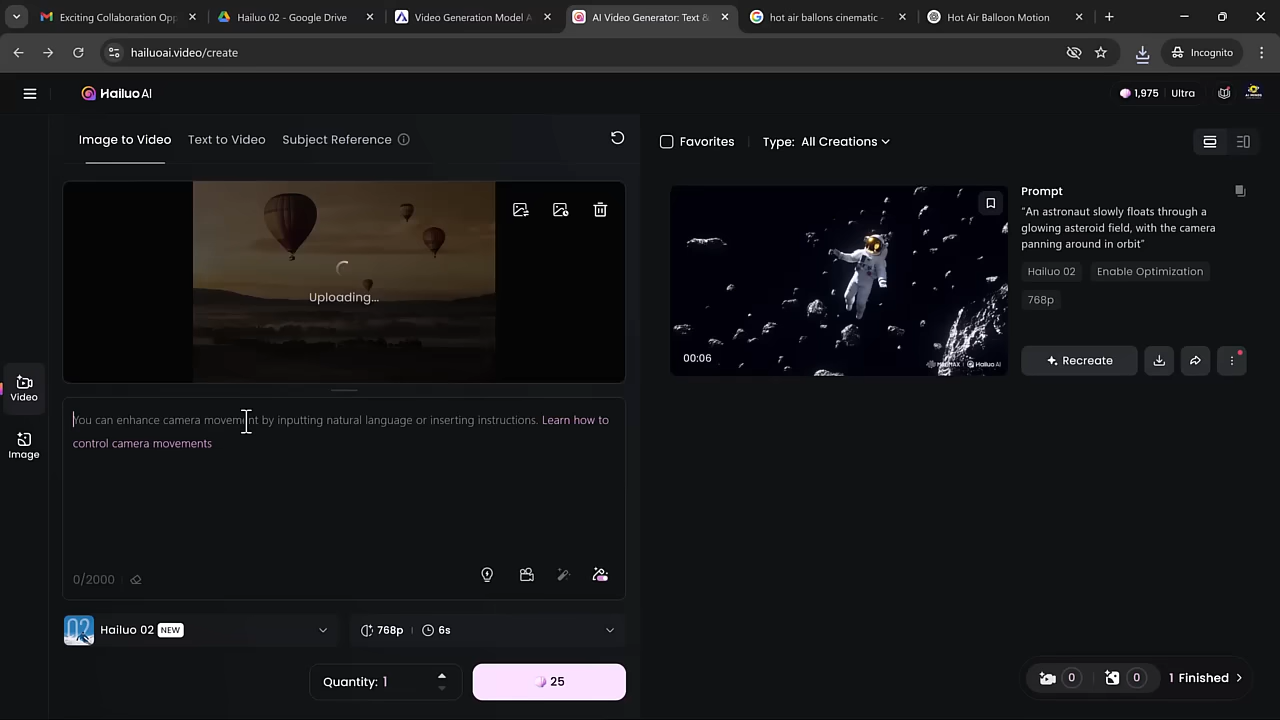 Exciting Collaboration Opp
Hailuo 02 - Google Drive
Video Generation Model A
AI Video Generator: Text &
hot air ballons cinematic -
Hot Air Balloon Motion
hailuoai.video/create
Incognito
Hailuo AI
1,975
Ultra
Image to Video
Text to Video
Subject Reference
Favorites
Type: All Creations
Uploading...
00:06
Hailuo AI
Prompt
"An astronaut slowly floats through a
glowing asteroid field, with the camera
panning around in orbit"
Hailuo 02
Enable Optimization
768p
Recreate
Video
Image
You can enhance camera movement by inputting natural language or inserting instructions. Learn how to
control camera movements
0/2000
02
Hailuo 02 NEW
768p
6s
Quantity: 1
25
0
0
1 Finished